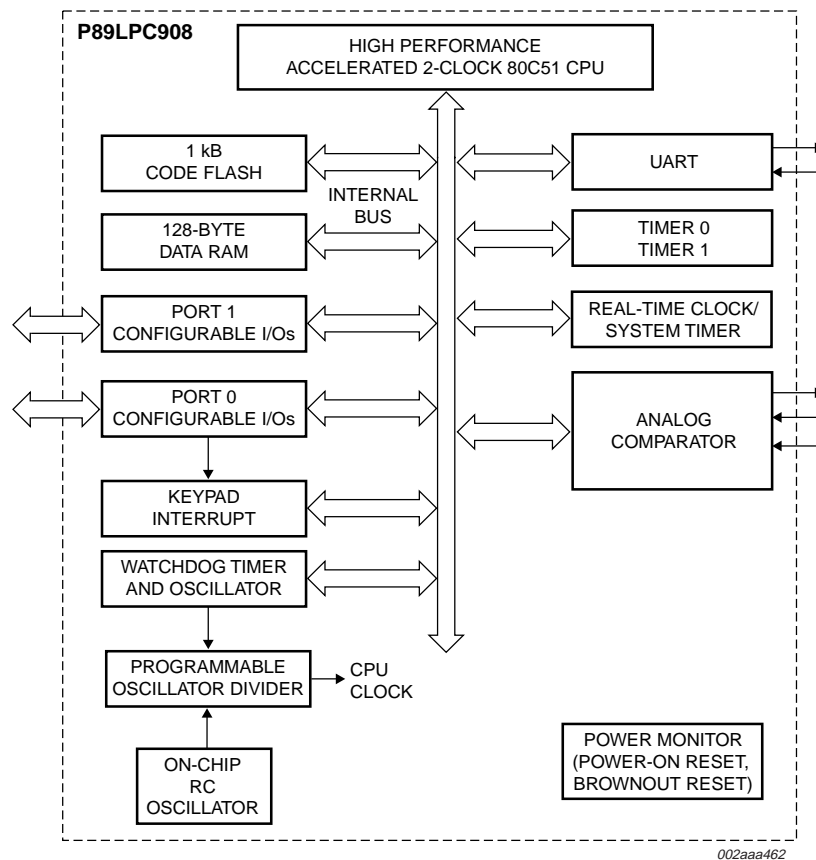 P89LPC908
HIGH PERFORMANCE
ACCELERATED 2-CLOCK 80C51 CPU
1 kB
CODE FLASH
UART
INTERNAL
BUS
128-BYTE
DATA RAM
TIMER 0
TIMER 1
PORT 1
CONFIGURABLE I/Os
REAL-TIME CLOCK/
SYSTEM TIMER
PORT 0
CONFIGURABLE I/Os
ANALOG
COMPARATOR
KEYPAD
INTERRUPT
WATCHDOG TIMER
AND OSCILLATOR
PROGRAMMABLE
OSCILLATOR DIVIDER
CPU
CLOCK
POWER MONITOR
(POWER-ON RESET,
BROWNOUT RESET)
ON-CHIP
RC
OSCILLATOR
002aaa462